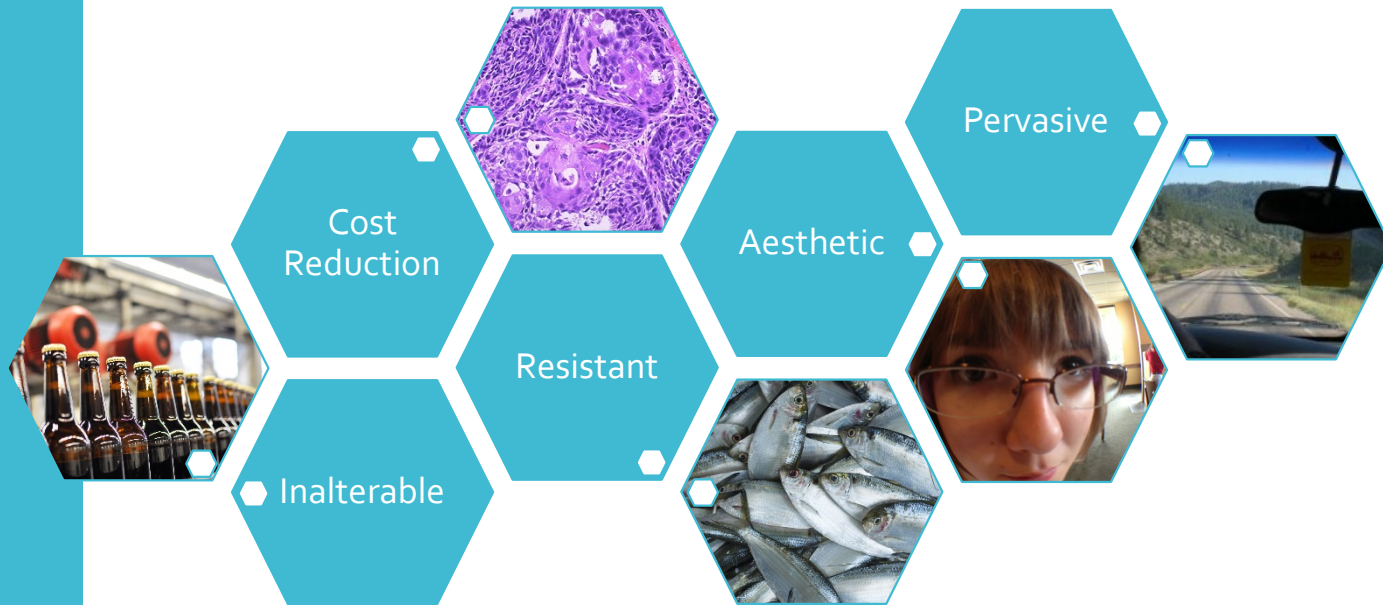 Pervasive
Cost
Reduction
Aesthetic
Resistant
Inalterable